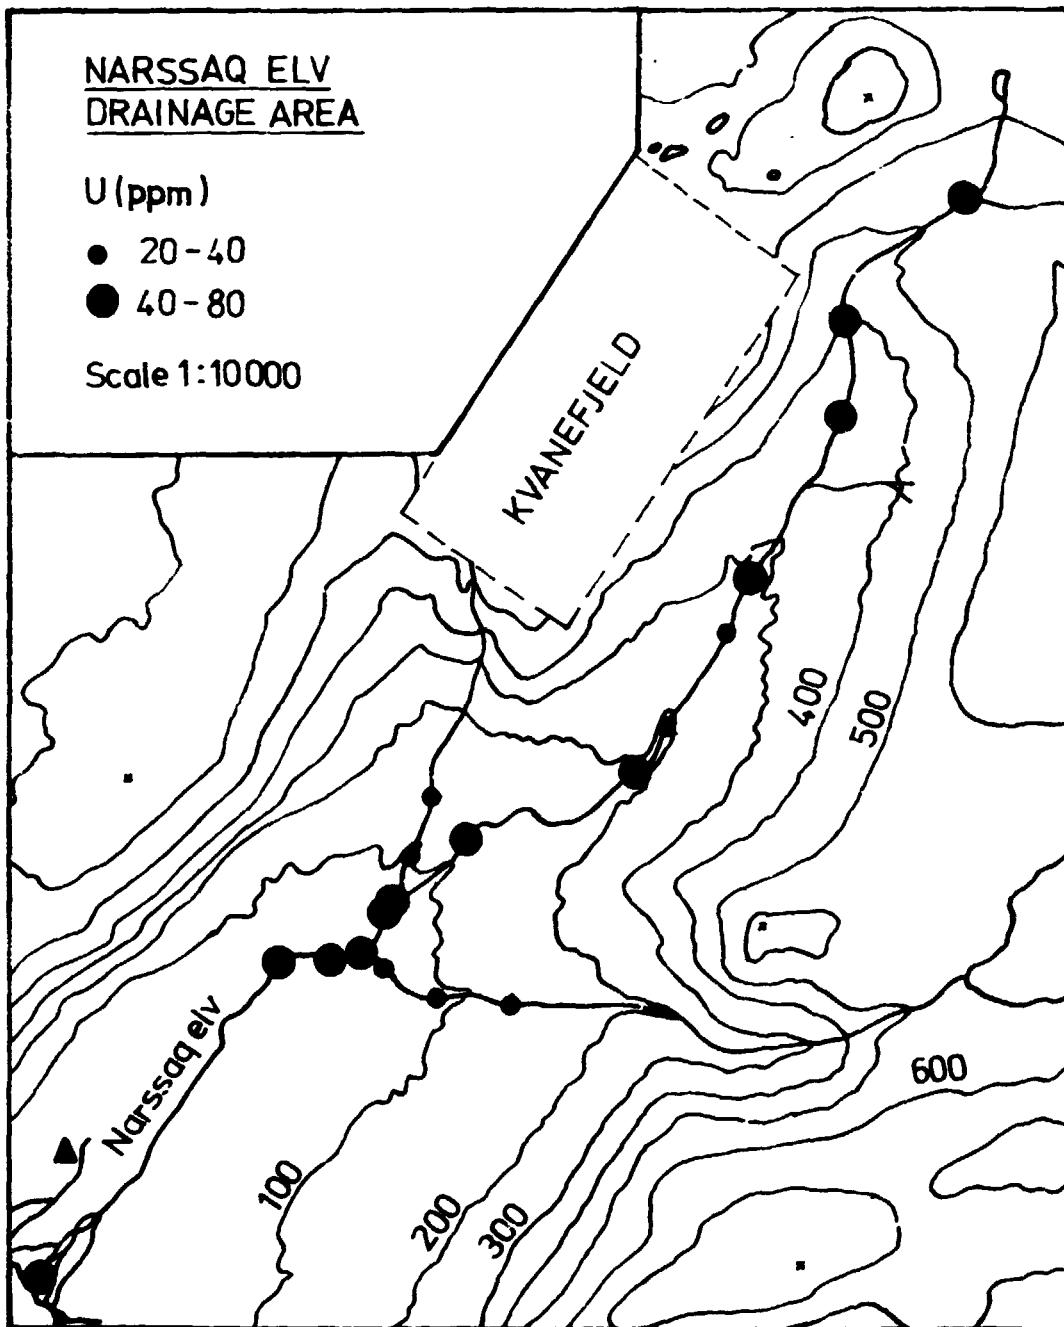 NARSSAQ ELV
DRAINAGE AREA
U (ppm)
20-40
40-80
Scale 1:10000
KVANEFJELD
400
500
600
Narssaq elv
100
200
300